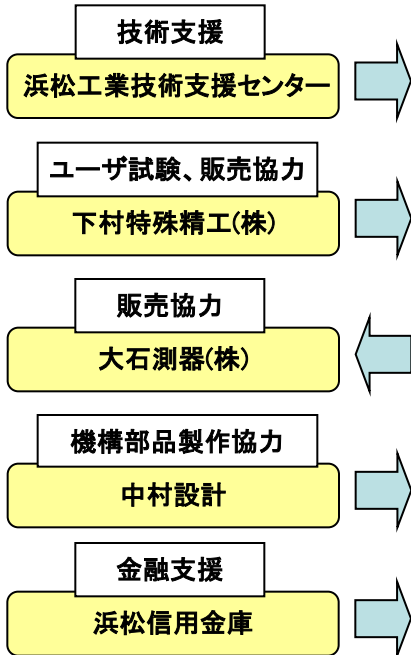 技術支援
浜松工業技術支援センター
ユーザ試験、販売協力
下村特殊精工(株)
販売協力
大石測器(株)
機構部品製作協力
中村設計
金融支援
浜松信用金庫